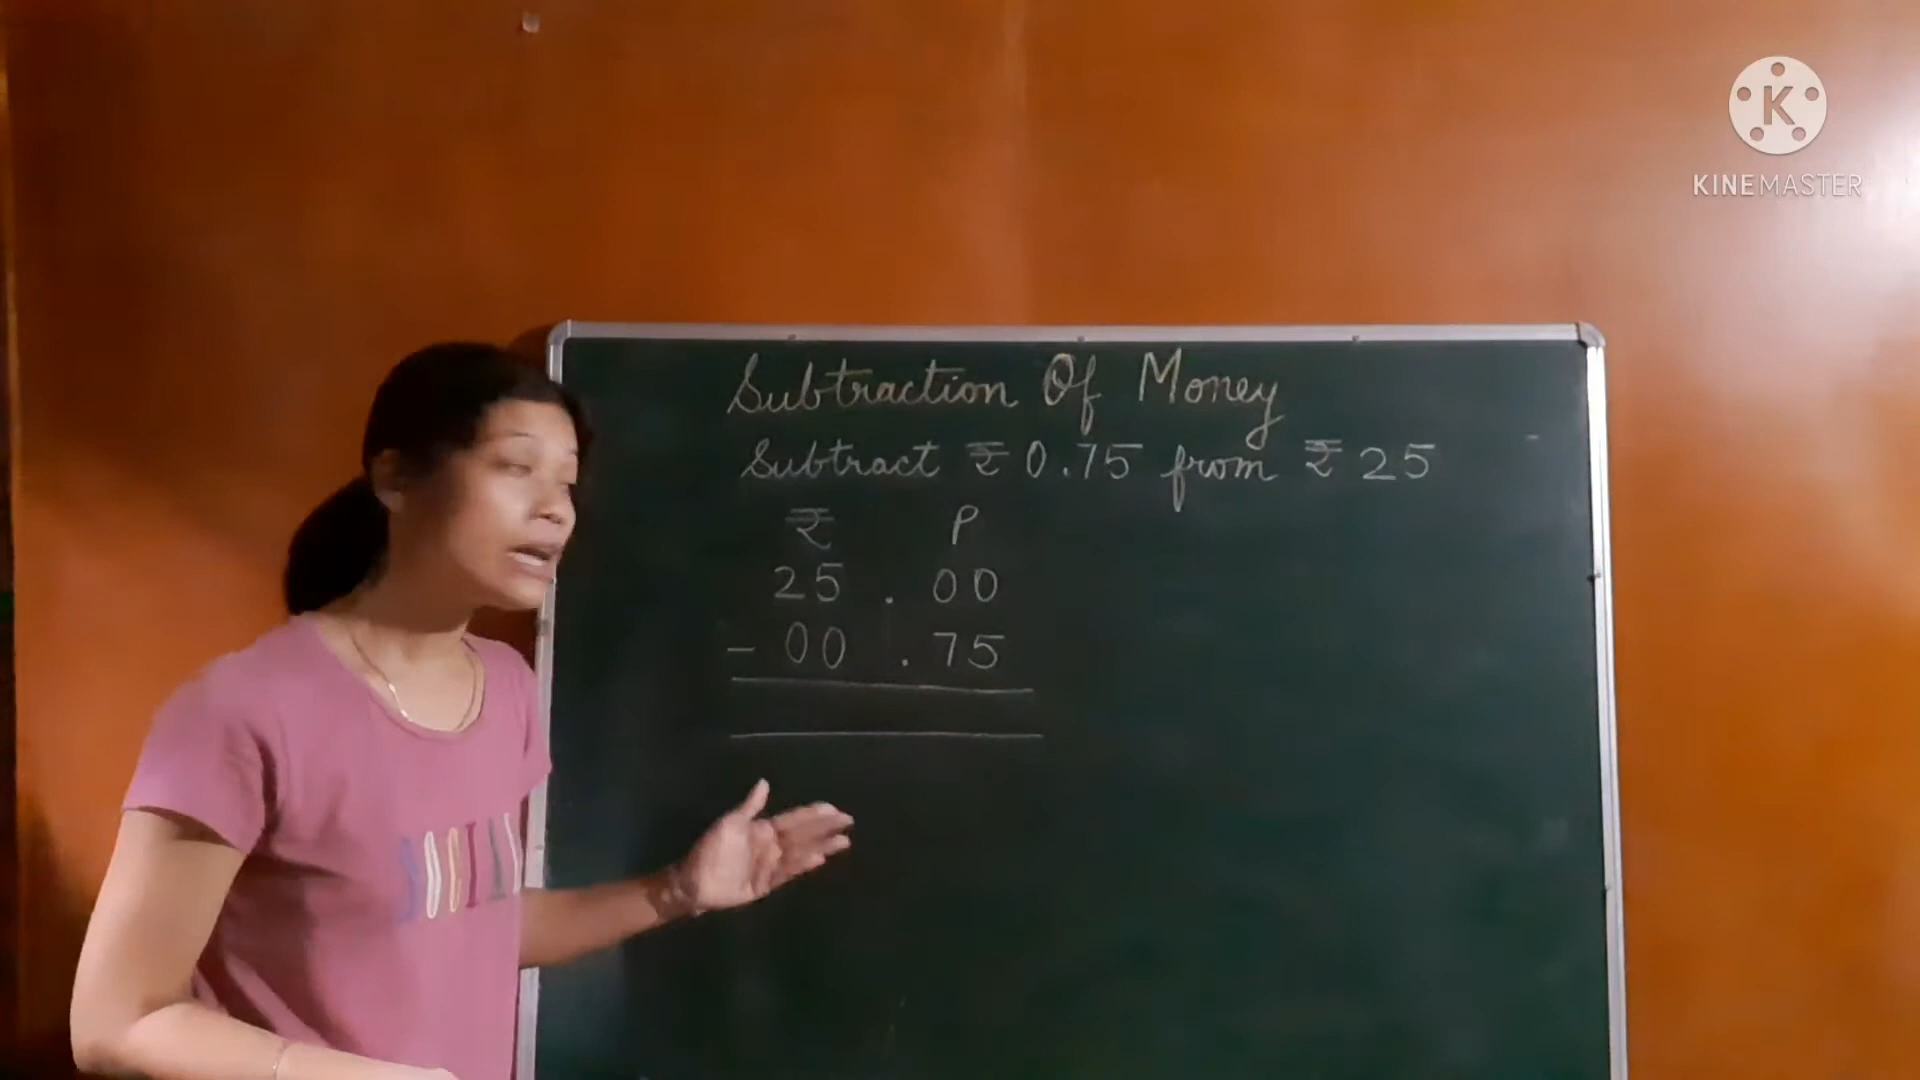 KINEMASTER
Subtraction Of Money
Subtract ₹ 0.75 from ₹ 25
₹ P
25 . 00
- 00 . 75